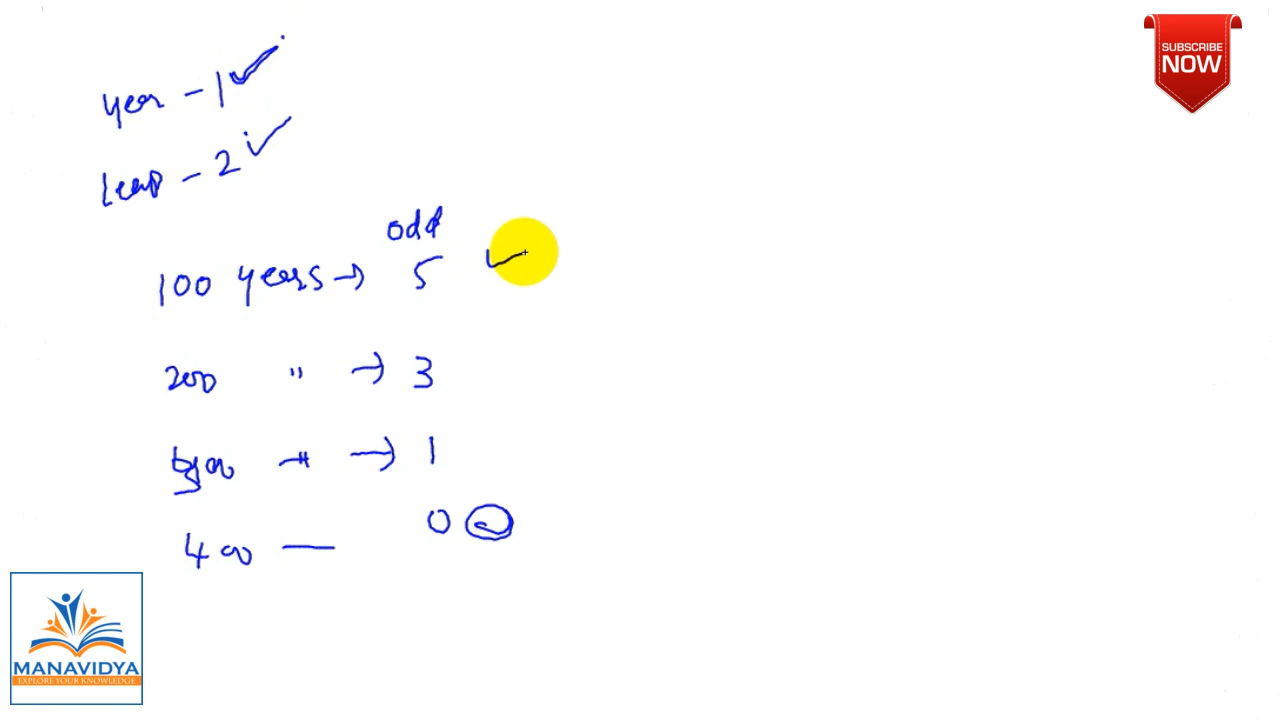 SUBSCRIBE
NOW
year - 1
leap - 2
odd
100 years → 5
200 " → 3
300 " → 1
400 — 0
MANAVIDYA
EXPLORE YOUR KNOWLEDGE